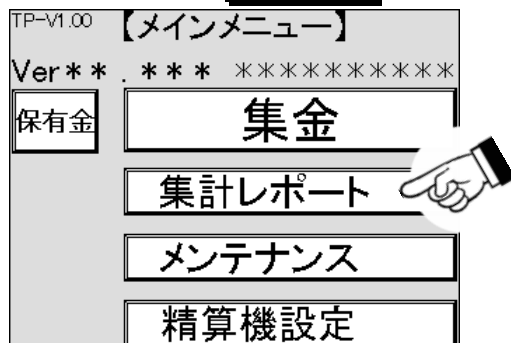 TP-V1.00 【メインメニュー】
Ver**.*** **********
保有金
集金
集計レポート
メンテナンス
精算機設定